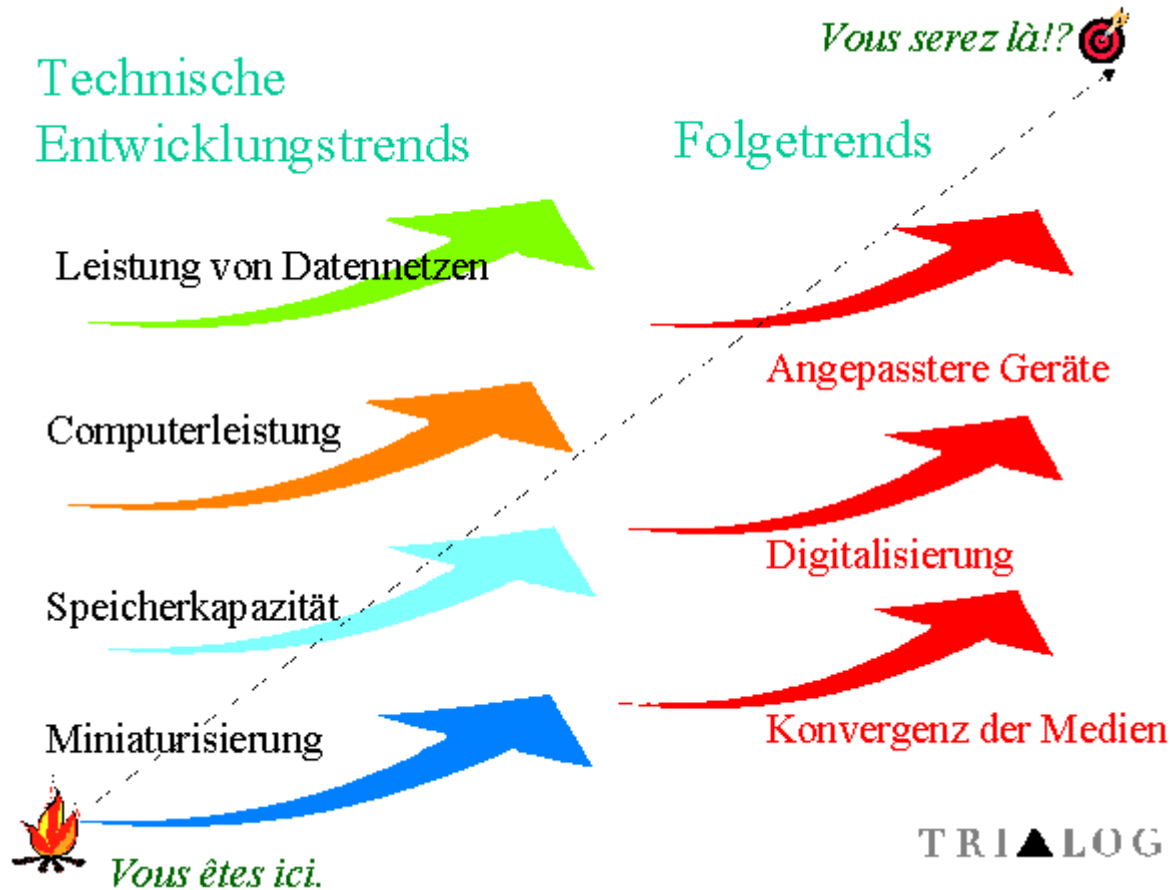 Vous serez là!?
Technische
Entwicklungstrends
Folgetrends
Leistung von Datennetzen
Computerleistung
Speicherkapazität
Miniaturisierung
Angepasstere Geräte
Digitalisierung
Konvergenz der Medien
Vous êtes ici.
TRI▲LOG